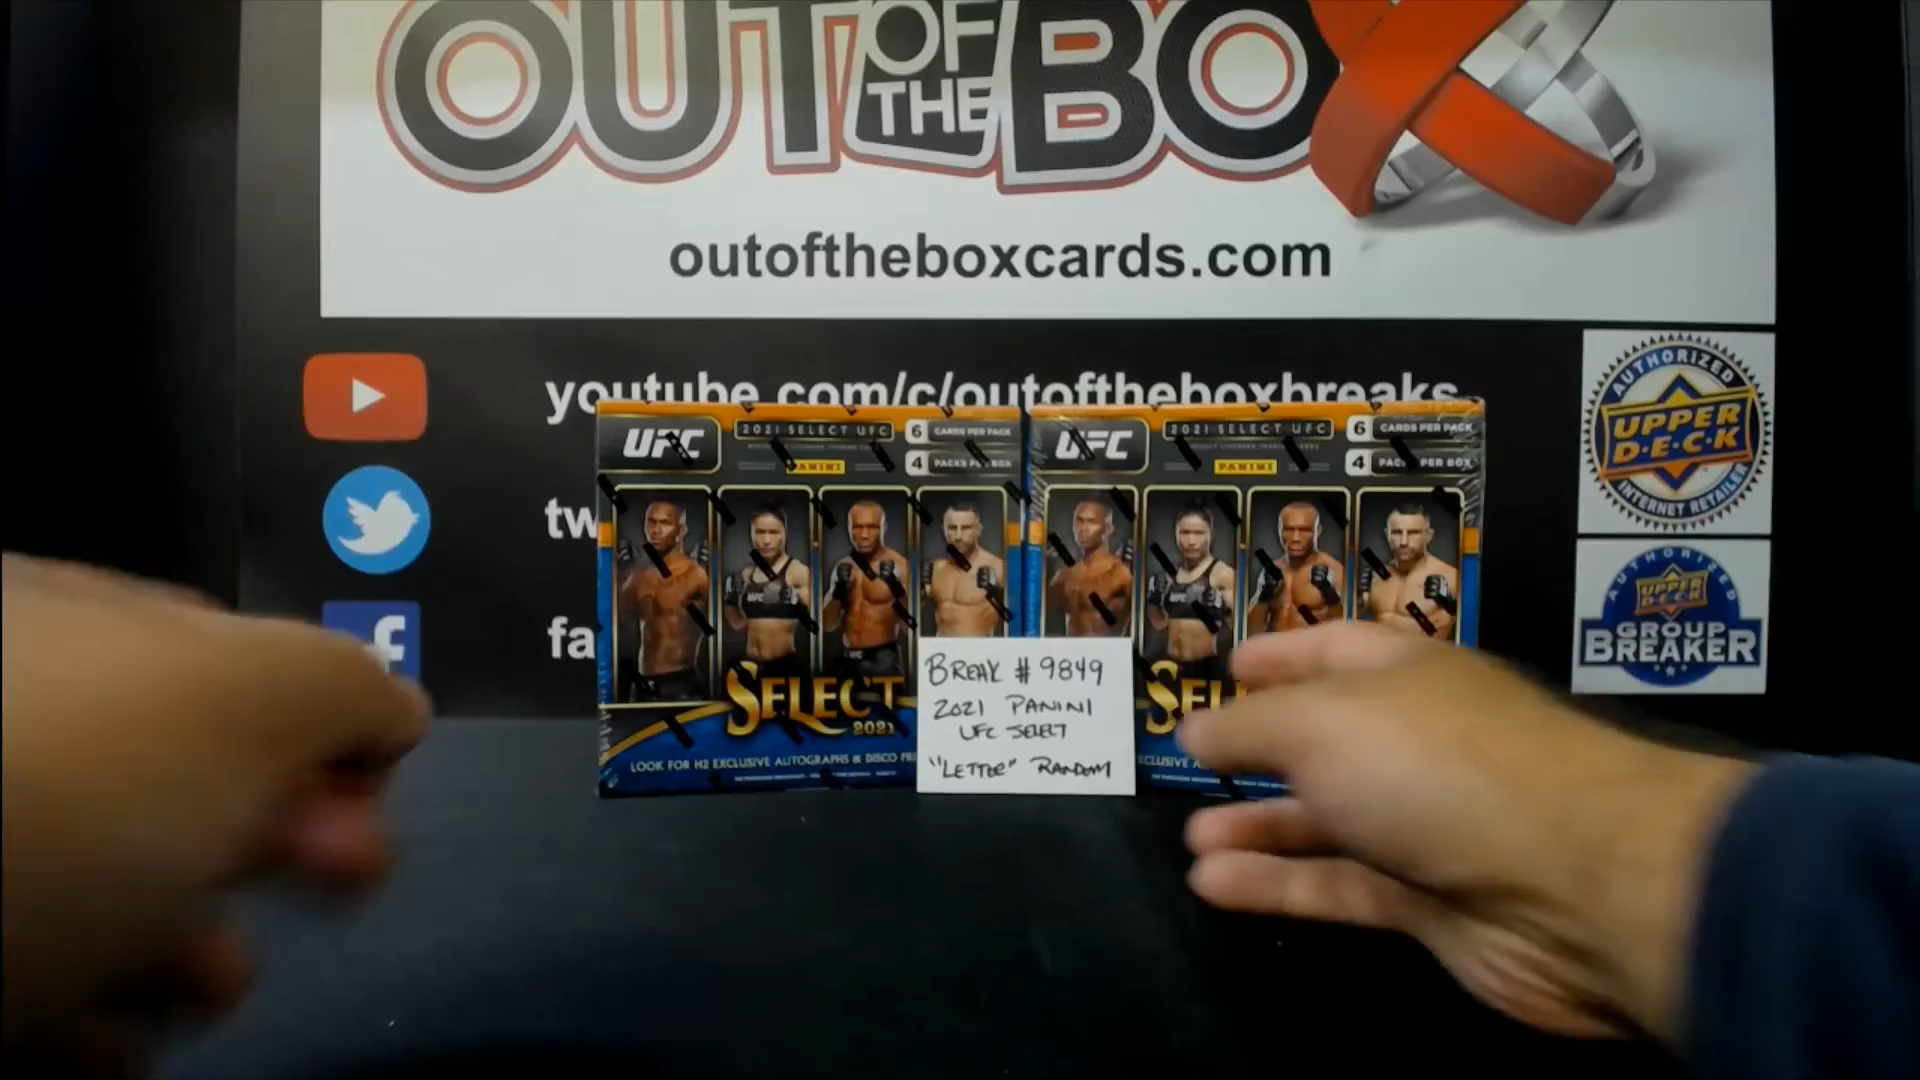 OUT OF THE BOX
outoftheboxcards.com
youtube.com/c/outoftheboxbreaks
tw
fa
AUTHORIZED
UPPER
D·E·C·K
INTERNET RETAILER
AUTHORIZED
UPPER
D·E·C·K
GROUP
BREAKER
UFC
2021 SELECT UFC
6 CARDS PER PACK
PANINI
4 PACKS PER BOX
SELECT
2021
LOOK FOR H2 EXCLUSIVE AUTOGRAPHS & DISCO
UFC
2021 SELECT UFC
6 CARDS PER PACK
PANINI
4 PACKS PER BOX
SEL
BREAK # 9849
2021 PANINI
UFC SELECT
"LETTER" RANDOM